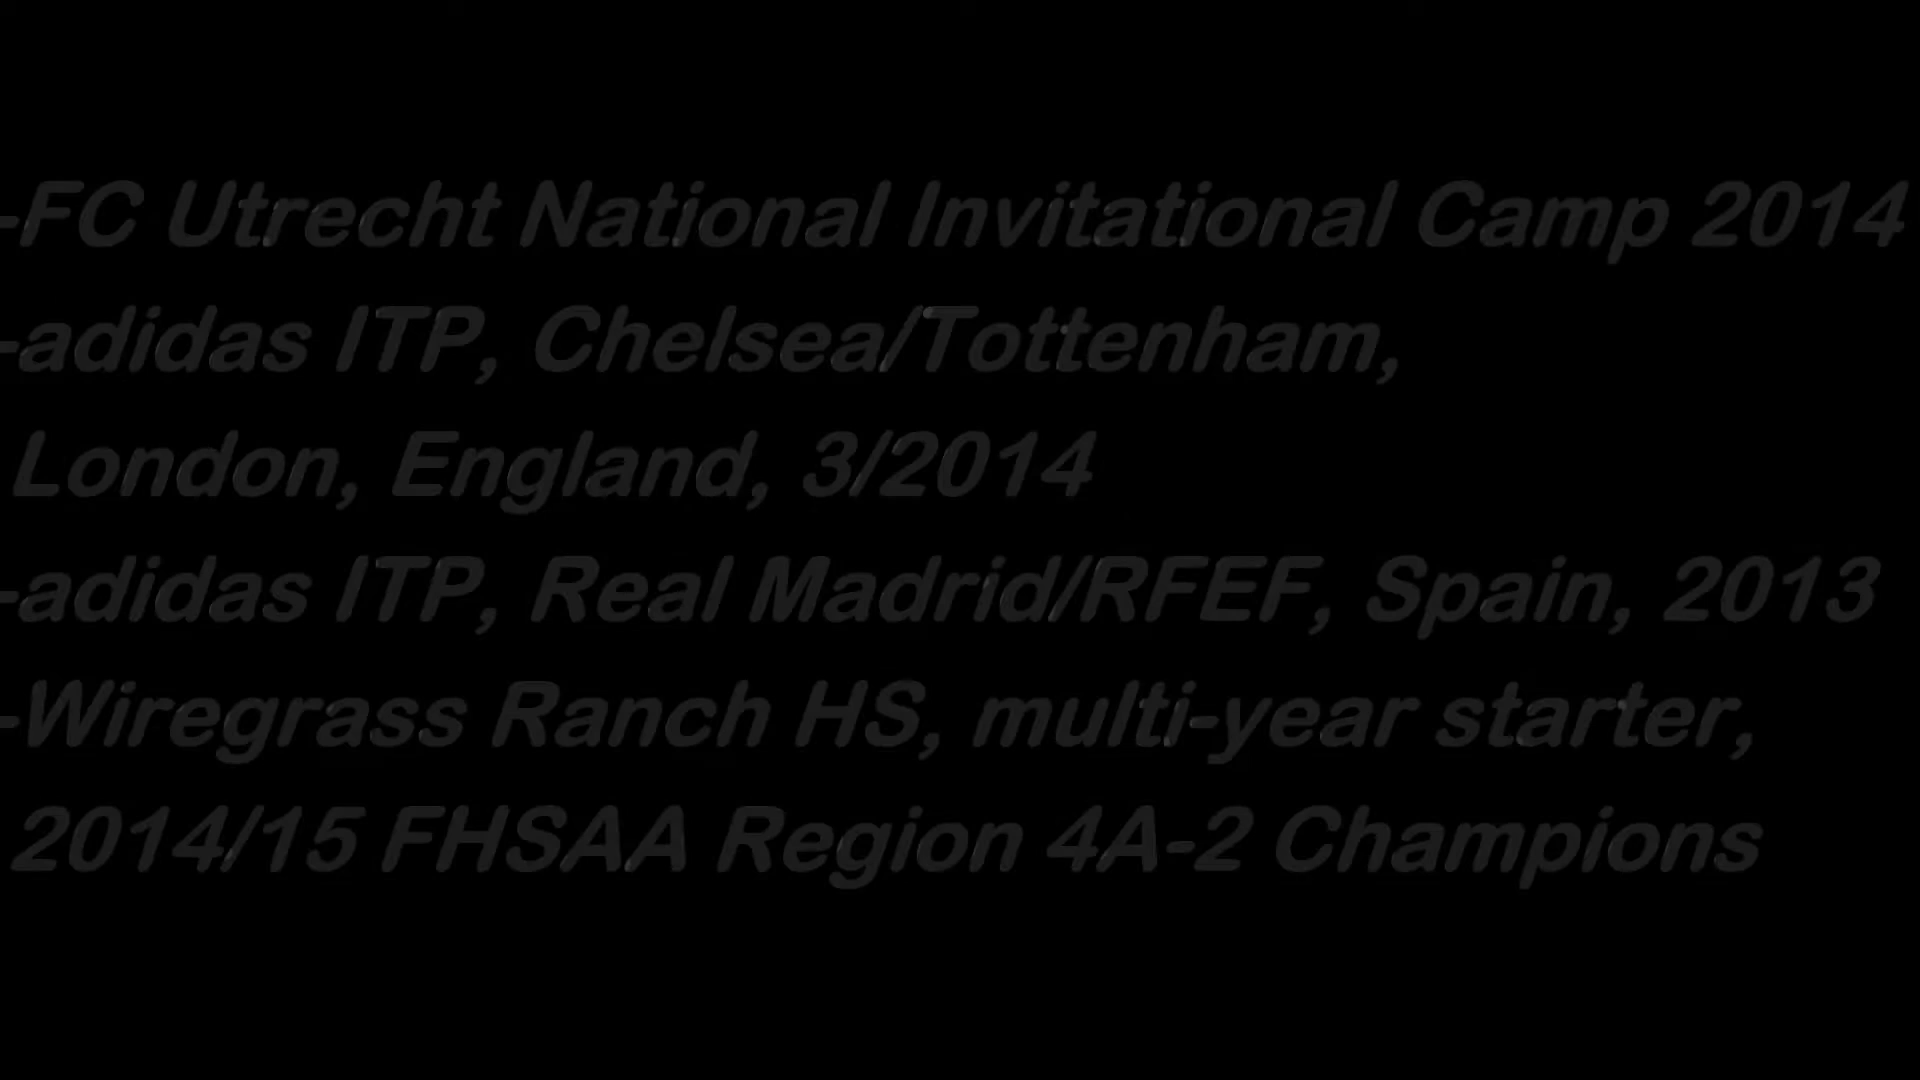 -FC Utrecht National Invitational Camp 2014
-adidas ITP, Chelsea/Tottenham,
London, England, 3/2014
-adidas ITP, Real Madrid/RFEF, Spain, 2013
-Wiregrass Ranch HS, multi-year starter,
2014/15 FHSAA Region 4A-2 Champions